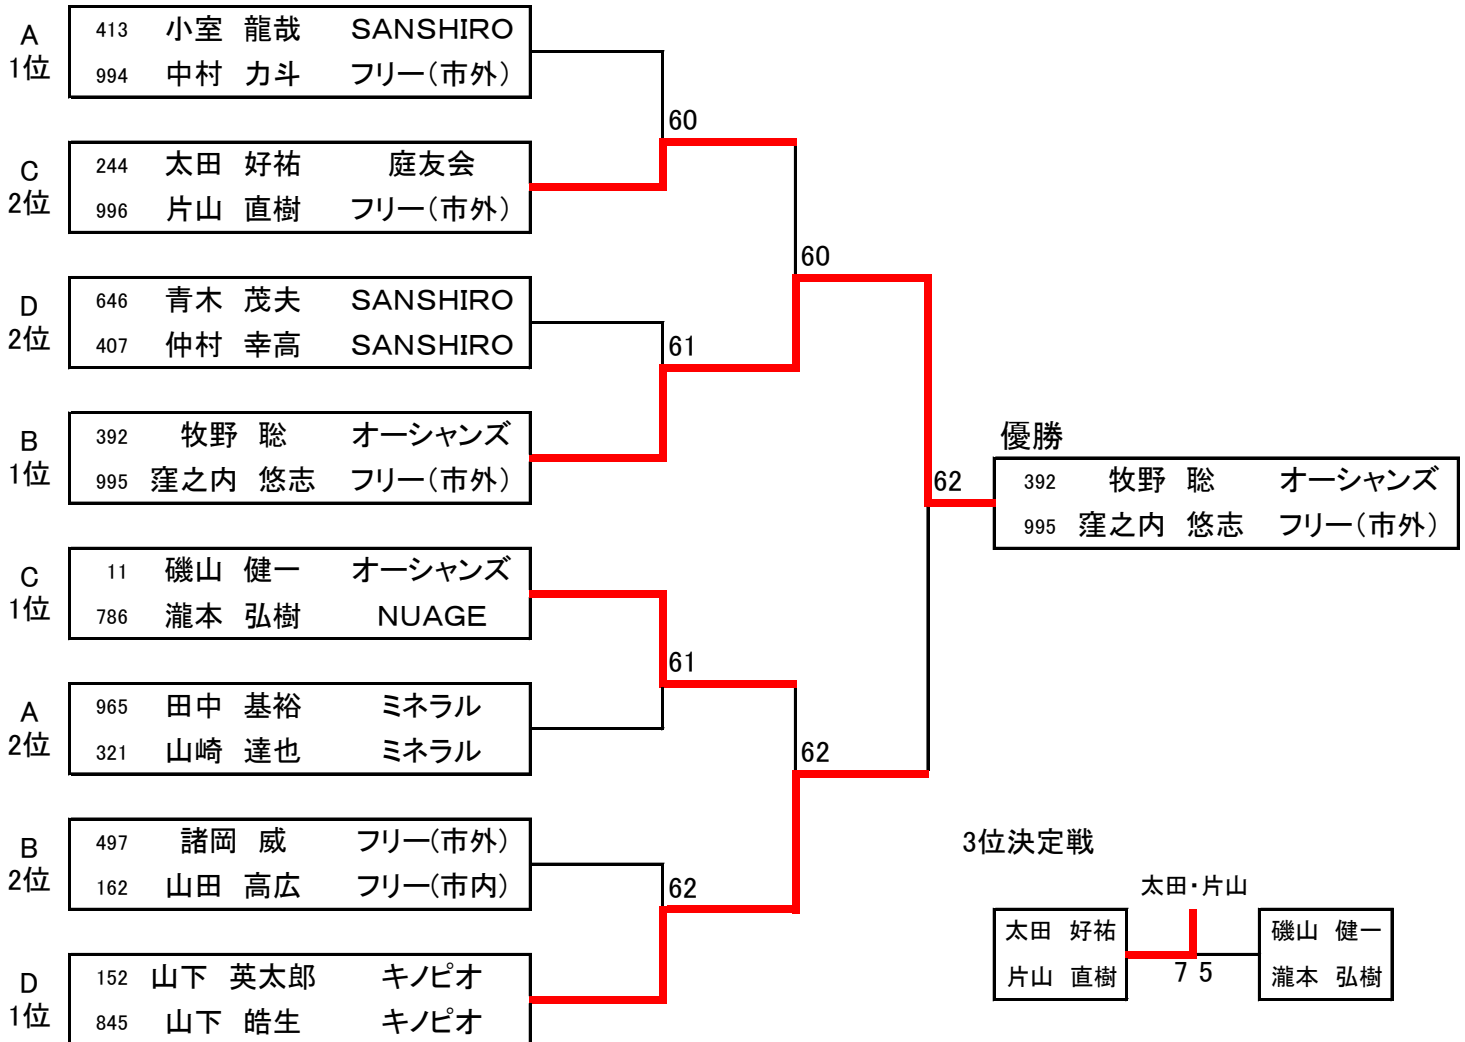 A
1位
413 小室 龍哉 SANSHIRO
994 中村 力斗 フリー(市外)
60
C
2位
244 太田 好祐 庭友会
996 片山 直樹 フリー(市外)
60
D
2位
646 青木 茂夫 SANSHIRO
407 仲村 幸高 SANSHIRO
61
B
1位
392 牧野 聡 オーシャンズ
995 窪之内 悠志 フリー(市外)
62
優勝
392 牧野 聡 オーシャンズ
995 窪之内 悠志 フリー(市外)
C
1位
11 磯山 健一 オーシャンズ
786 瀧本 弘樹 NUAGE
61
A
2位
965 田中 基裕 ミネラル
321 山崎 達也 ミネラル
62
B
2位
497 諸岡 威 フリー(市外)
162 山田 高広 フリー(市内)
62
D
1位
152 山下 英太郎 キノピオ
845 山下 皓生 キノピオ
3位決定戦
太田・片山
太田 好祐
片山 直樹
7 5
磯山 健一
瀧本 弘樹